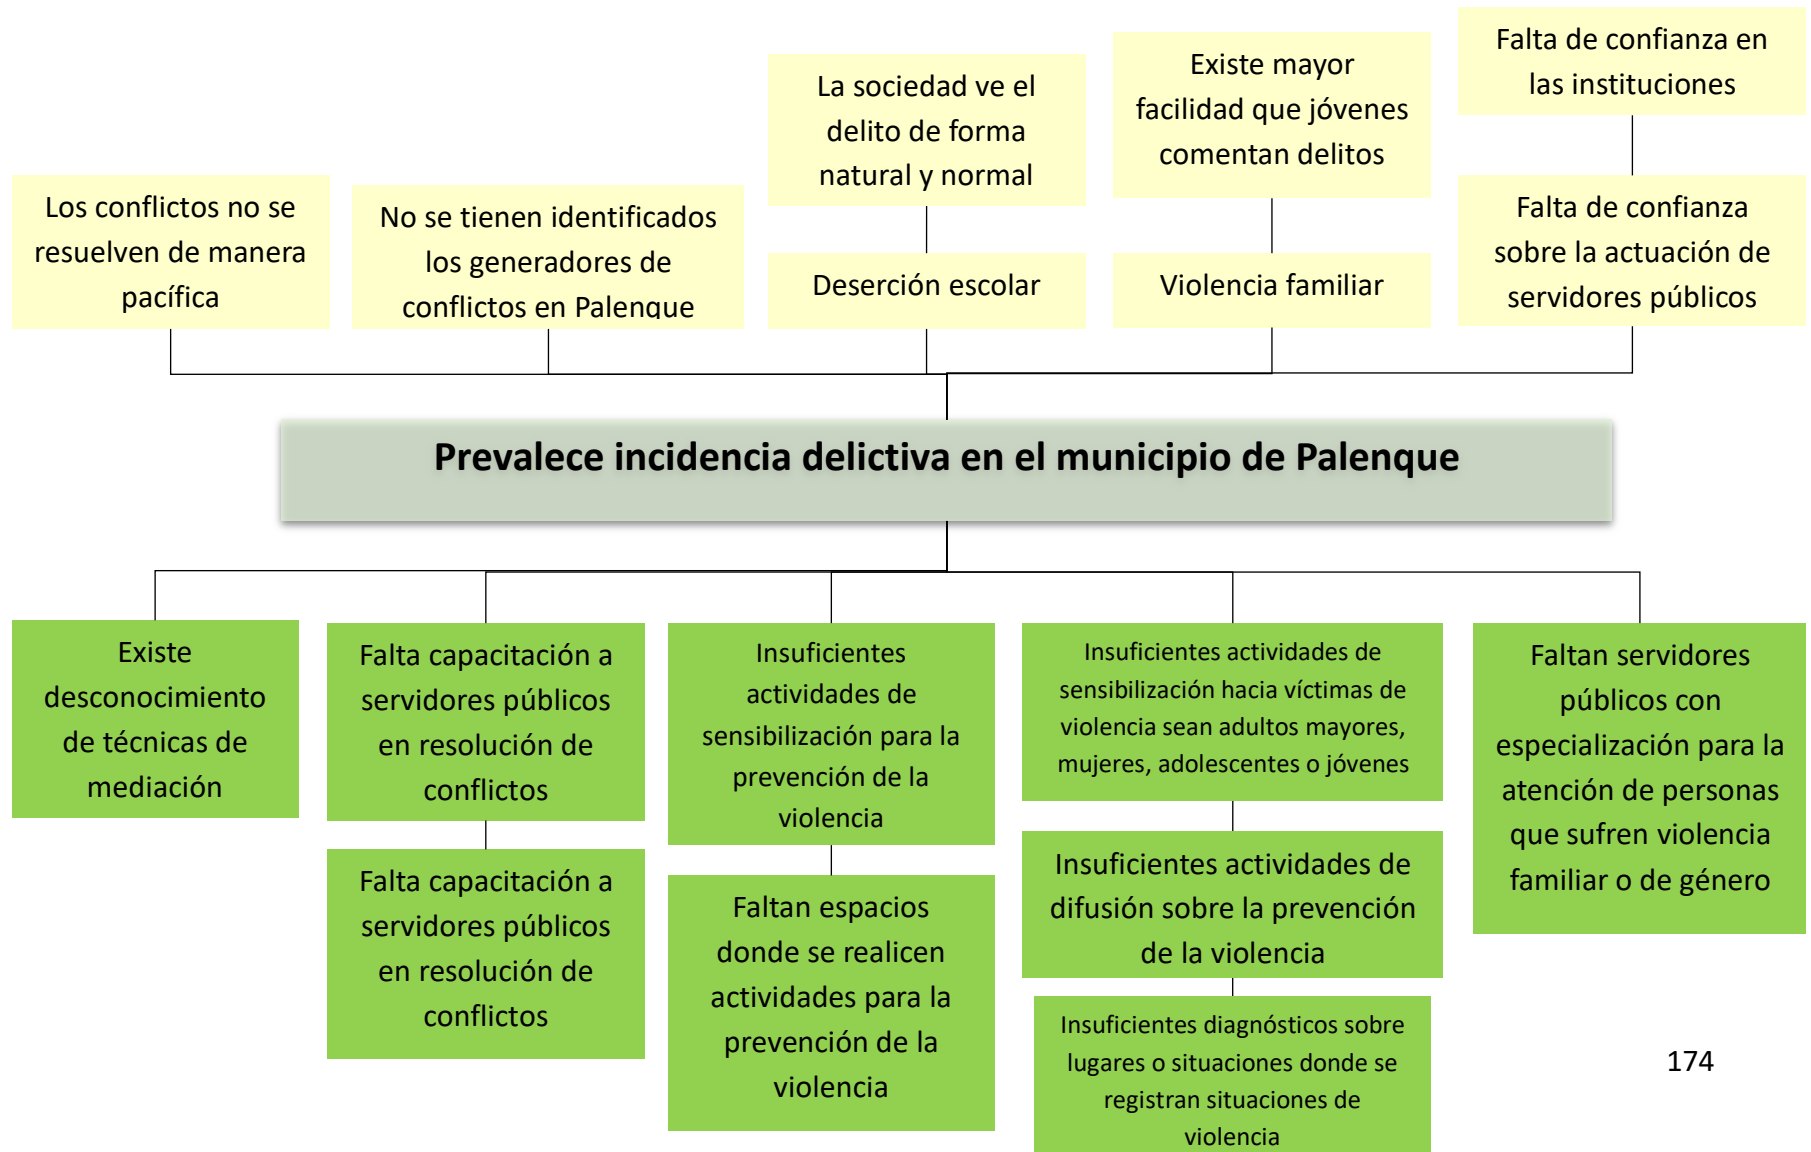 Falta de confianza en
las instituciones
Existe mayor
facilidad que jóvenes
comentan delitos
La sociedad ve el
delito de forma
natural y normal
Los conflictos no se
resuelven de manera
pacífica
No se tienen identificados
los generadores de
conflictos en Palenque
Deserción escolar
Violencia familiar
Falta de confianza
sobre la actuación de
servidores públicos
Prevalece incidencia delictiva en el municipio de Palenque
Existe
desconocimiento
de técnicas de
mediación
Falta capacitación a
servidores públicos
en resolución de
conflictos
Insuficientes
actividades de
sensibilización para la
prevención de la
violencia
Insuficientes actividades de
sensibilización hacia víctimas de
violencia sean adultos mayores,
mujeres, adolescentes o jóvenes
Faltan servidores
públicos con
especialización para la
atención de personas
que sufren violencia
familiar o de género
Falta capacitación a
servidores públicos
en resolución de
conflictos
Faltan espacios
donde se realicen
actividades para la
prevención de la
violencia
Insuficientes actividades de
difusión sobre la prevención
de la violencia
Insuficientes diagnósticos sobre
lugares o situaciones donde se
registran situaciones de
violencia
174